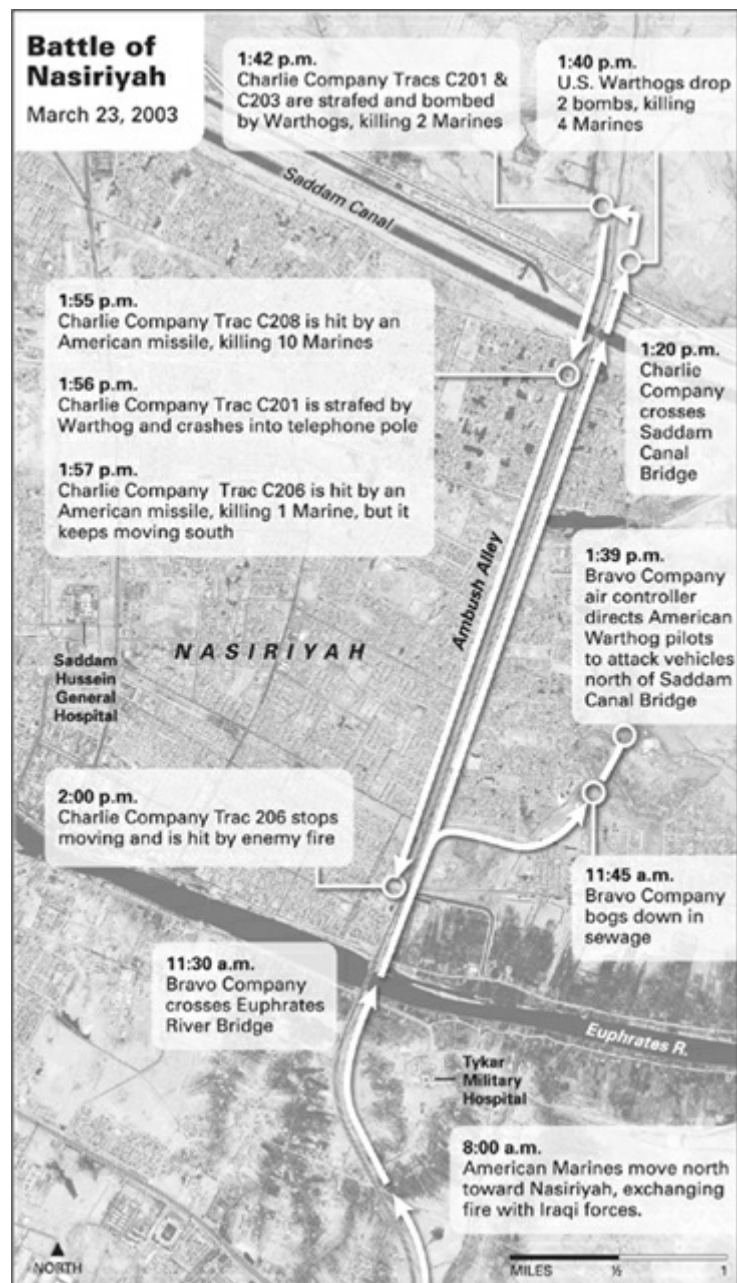 Battle of
Nasiriyah
March 23, 2003
1:42 p.m.
Charlie Company Tracs C201 &
C203 are strafed and bombed
by Warthogs, killing 2 Marines
1:40 p.m.
U.S. Warthogs drop
2 bombs, killing
4 Marines
Saddam Canal
1:55 p.m.
Charlie Company Trac C208 is hit by an
American missile, killing 10 Marines
1:56 p.m.
Charlie Company Trac C201 is strafed by
Warthog and crashes into telephone pole
1:57 p.m.
Charlie Company Trac C206 is hit by an
American missile, killing 1 Marine, but it
keeps moving south
1:20 p.m.
Charlie
Company
crosses
Saddam
Canal
Bridge
Ambush Alley
1:39 p.m.
Bravo Company
air controller
directs American
Warthog pilots
to attack vehicles
north of Saddam
Canal Bridge
NASIRIYAH
Saddam
Hussein
General
Hospital
2:00 p.m.
Charlie Company Trac 206 stops
moving and is hit by enemy fire
11:45 a.m.
Bravo Company
bogs down in
sewage
11:30 a.m.
Bravo Company
crosses Euphrates
River Bridge
Euphrates R.
Tykar
Military
Hospital
8:00 a.m.
American Marines move north
toward Nasiriyah, exchanging
fire with Iraqi forces.
NORTH
MILES ½ 1